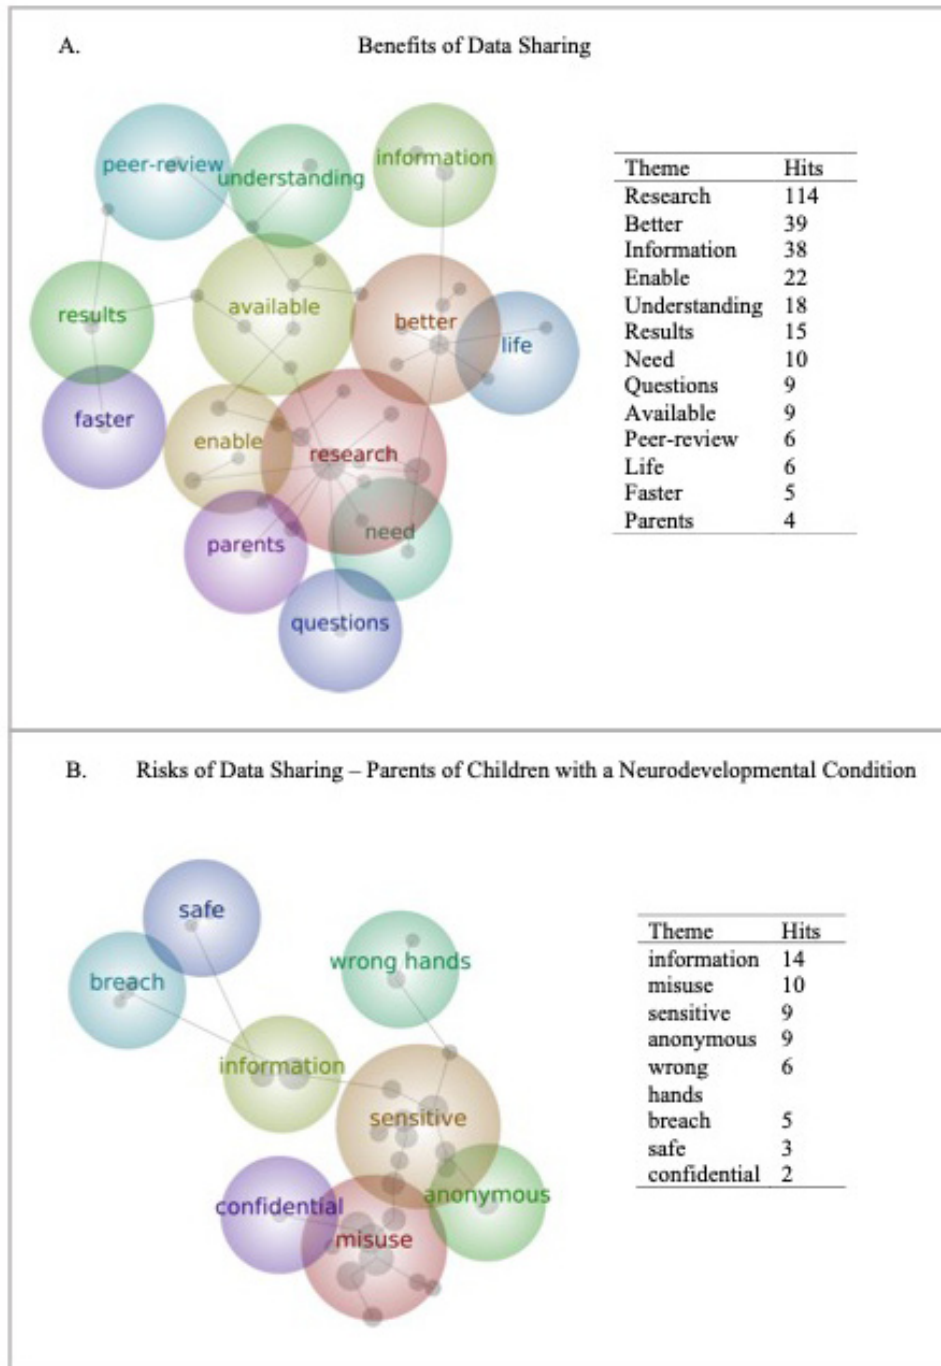 A. Benefits of Data Sharing
peer-review
understanding
information
results
available
better
life
faster
enable
research
parents
need
questions
Theme Hits
Research 114
Better 39
Information 38
Enable 22
Understanding 18
Results 15
Need 10
Questions 9
Available 9
Peer-review 6
Life 6
Faster 5
Parents 4
B. Risks of Data Sharing – Parents of Children with a Neurodevelopmental Condition
safe
breach
wrong hands
information
sensitive
confidential
anonymous
misuse
Theme Hits
information 14
misuse 10
sensitive 9
anonymous 9
wrong 6
hands
breach 5
safe 3
confidential 2